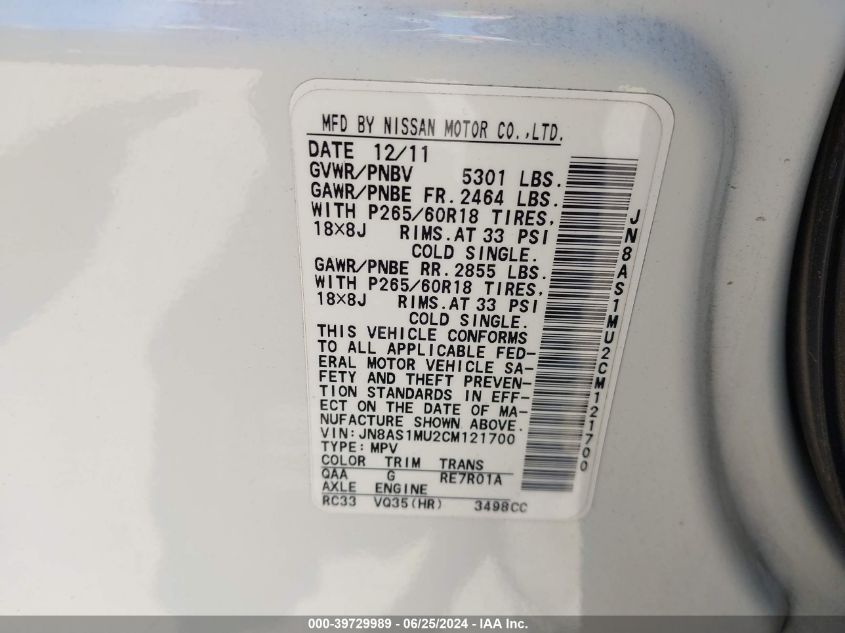 MFD BY NISSAN MOTOR CO.,LTD.
DATE 12/11
GVWR/PNBV 5301 LBS.
GAWR/PNBE FR. 2464 LBS.
WITH P265/60R18 TIRES,
18×8J RIMS.AT 33 PSI
COLD SINGLE.
GAWR/PNBE RR. 2855 LBS.
WITH P265/60R18 TIRES,
18×8J RIMS.AT 33 PSI
COLD SINGLE.
THIS VEHICLE CONFORMS
TO ALL APPLICABLE FED-
ERAL MOTOR VEHICLE SA-
FETY AND THEFT PREVEN-
TION STANDARDS IN EFF-
ECT ON THE DATE OF MA-
NUFACTURE SHOWN ABOVE.
VIN:JN8AS1MU2CM121700
TYPE:MPV
COLOR TRIM TRANS
QAA G RE7R01A
AXLE ENGINE
RC33 VQ35(HR) 3498CC
JN8AS1MU2CM121700
000-39729989 - 06/25/2024 - IAA Inc.